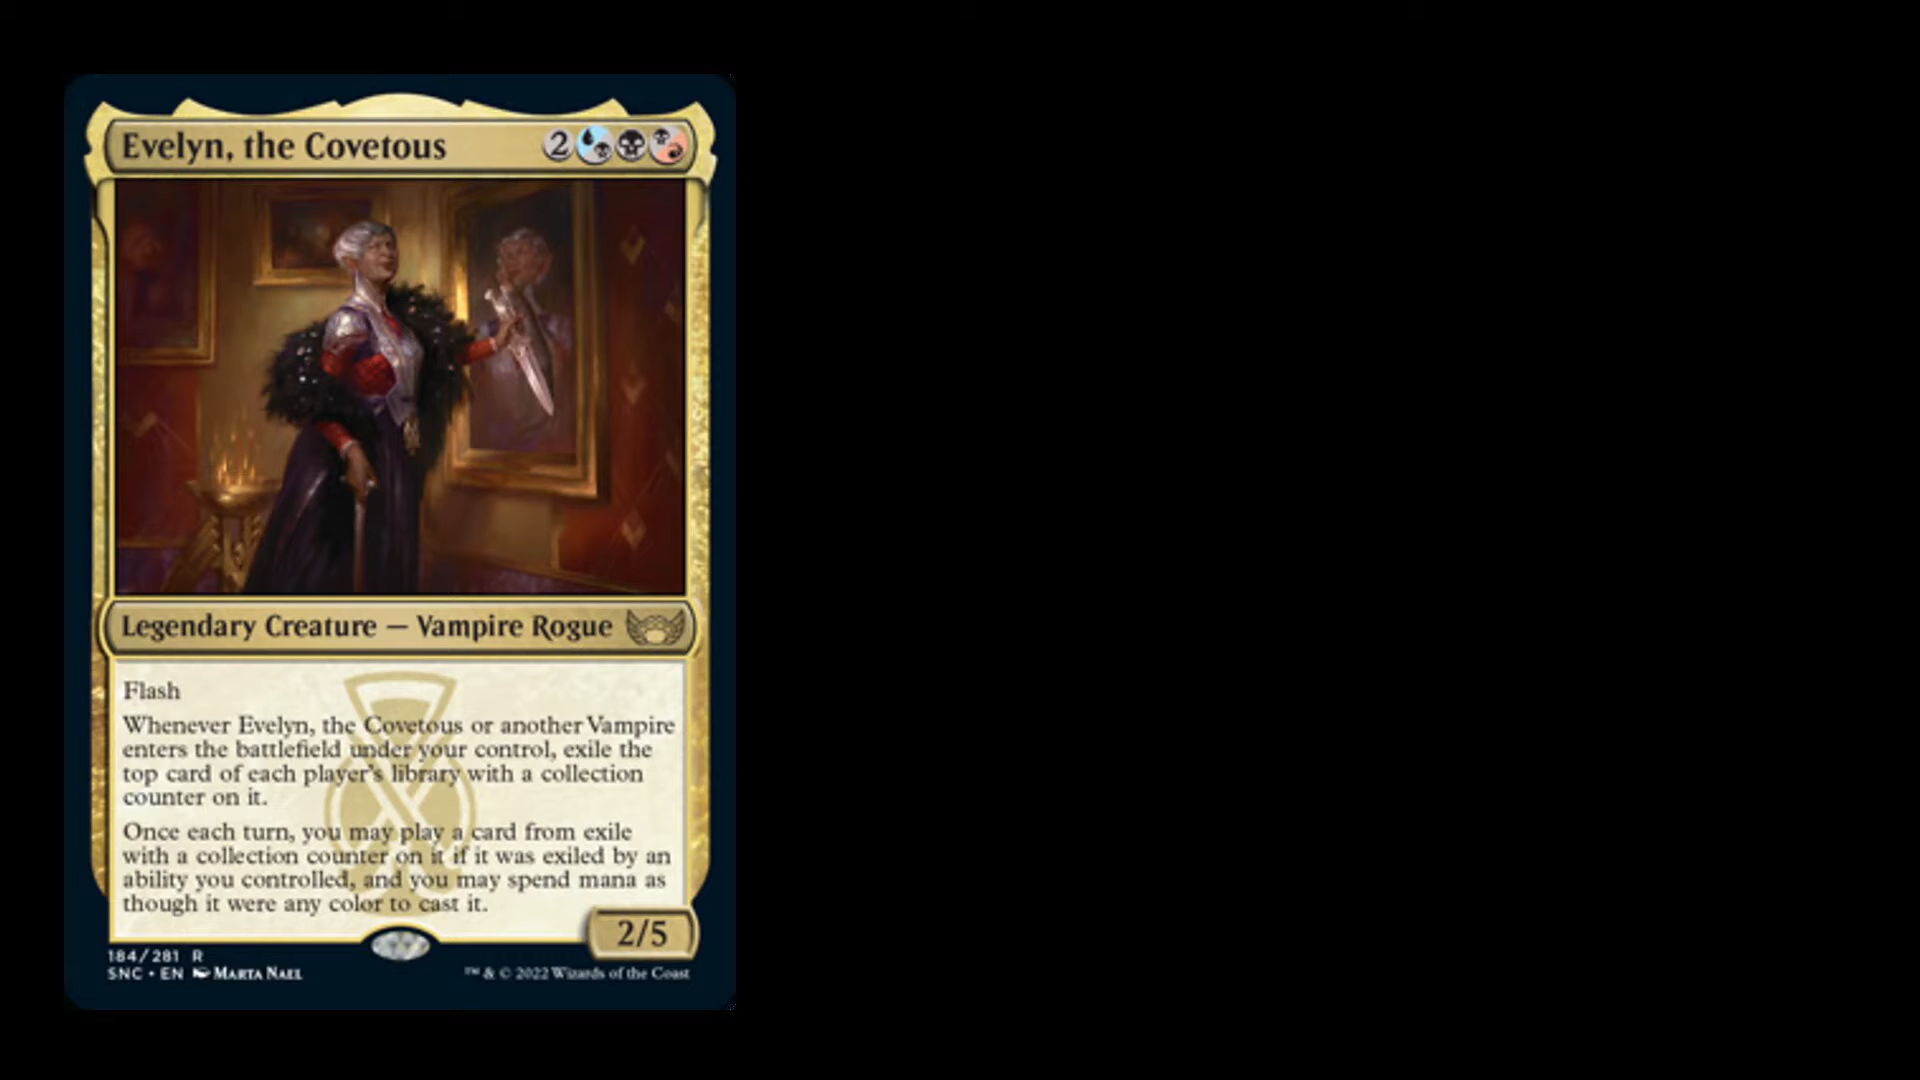 Evelyn, the Covetous 2
Legendary Creature — Vampire Rogue
Flash
Whenever Evelyn, the Covetous or another Vampire
enters the battlefield under your control, exile the
top card of each player's library with a collection
counter on it.
Once each turn, you may play a card from exile
with a collection counter on it if it was exiled by an
ability you controlled, and you may spend mana as
though it were any color to cast it.
2/5
184/281 R
SNC • EN Marta Nael
™ & © 2022 Wizards of the Coast